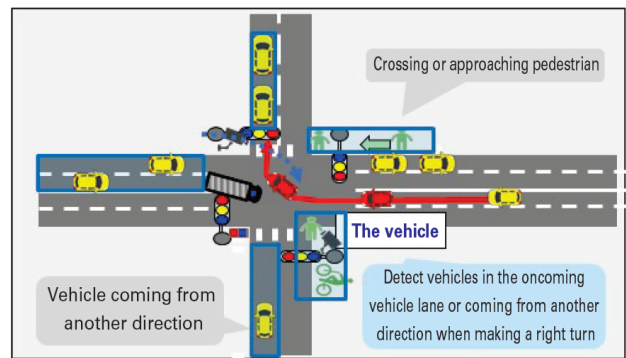 Crossing or approaching pedestrian
The vehicle
Vehicle coming from
another direction
Detect vehicles in the oncoming
vehicle lane or coming from another
direction when making a right turn